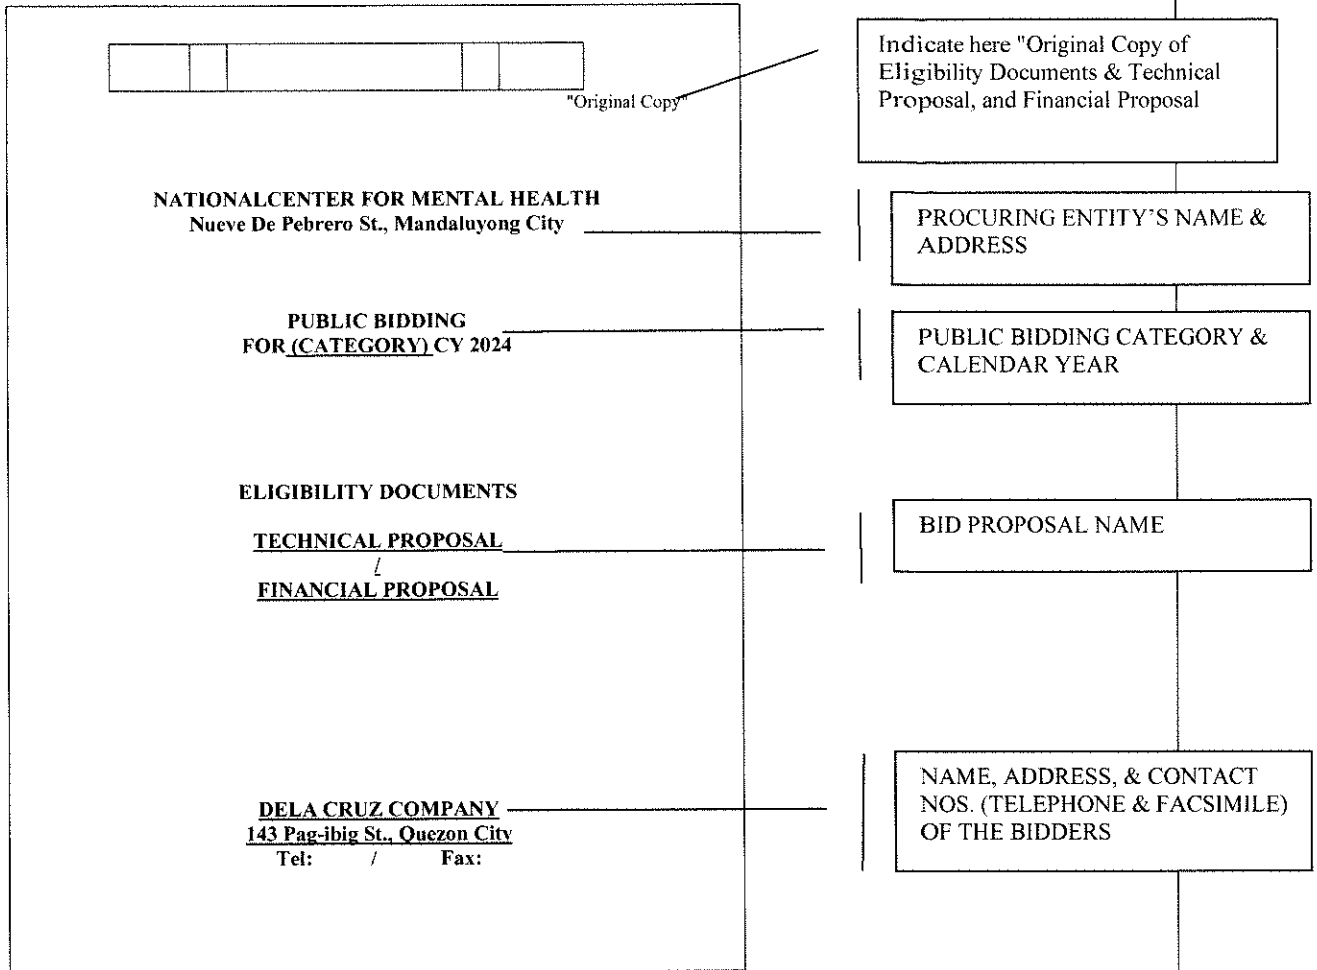 "Original Copy"
Indicate here "Original Copy of
Eligibility Documents & Technical
Proposal, and Financial Proposal
NATIONALCENTER FOR MENTAL HEALTH
Nueve De Pebrero St., Mandaluyong City
PROCURING ENTITY'S NAME &
ADDRESS
PUBLIC BIDDING
FOR (CATEGORY) CY 2024
PUBLIC BIDDING CATEGORY &
CALENDAR YEAR
ELIGIBILITY DOCUMENTS
TECHNICAL PROPOSAL
/
FINANCIAL PROPOSAL
BID PROPOSAL NAME
DELA CRUZ COMPANY
143 Pag-ibig St., Quezon City
Tel: / Fax:
NAME, ADDRESS, & CONTACT
NOS. (TELEPHONE & FACSIMILE)
OF THE BIDDERS